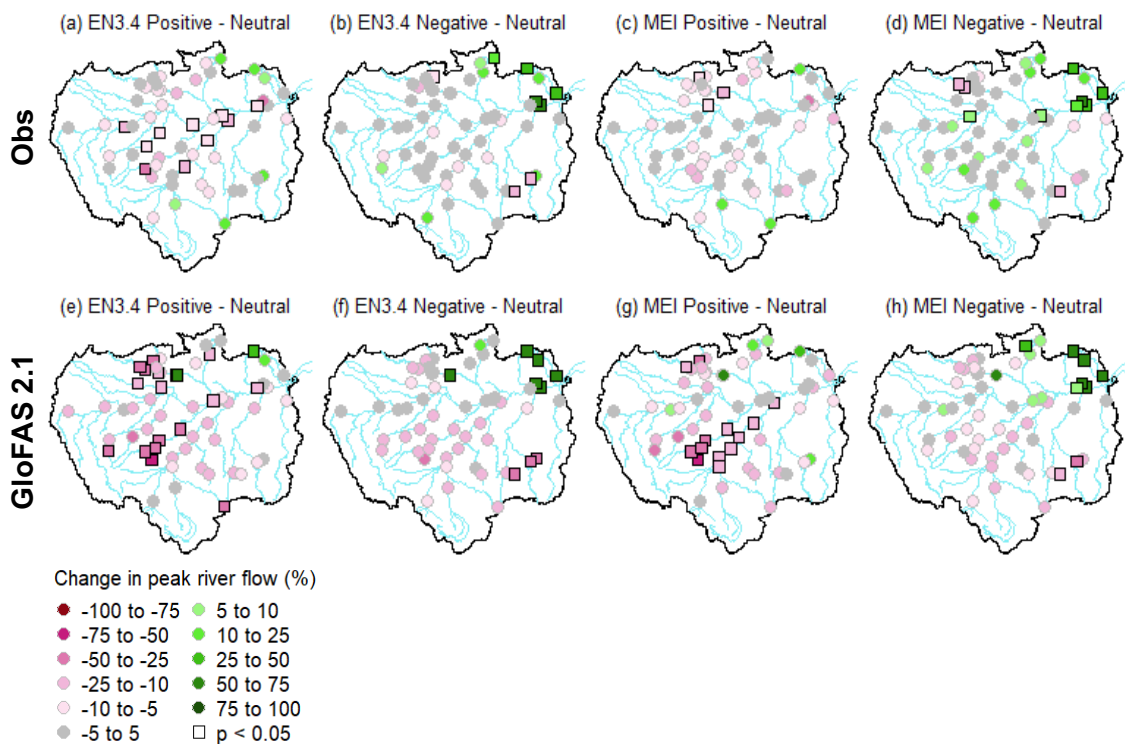 (a) EN3.4 Positive - Neutral
(b) EN3.4 Negative - Neutral
(c) MEI Positive - Neutral
(d) MEI Negative - Neutral
Obs
(e) EN3.4 Positive - Neutral
(f) EN3.4 Negative - Neutral
(g) MEI Positive - Neutral
(h) MEI Negative - Neutral
GloFAS 2.1
Change in peak river flow (%)
-100 to -75
-75 to -50
-50 to -25
-25 to -10
-10 to -5
-5 to 5
5 to 10
10 to 25
25 to 50
50 to 75
75 to 100
p < 0.05